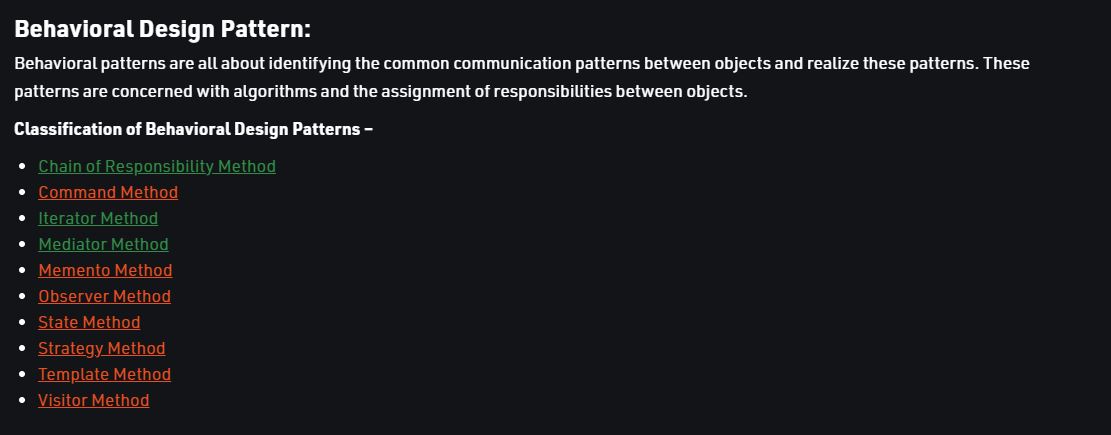 Behavioral Design Pattern:
Behavioral patterns are all about identifying the common communication patterns between objects and realize these patterns. These
patterns are concerned with algorithms and the assignment of responsibilities between objects.
Classification of Behavioral Design Patterns –
Chain of Responsibility Method
Command Method
Iterator Method
Mediator Method
Memento Method
Observer Method
State Method
Strategy Method
Template Method
Visitor Method